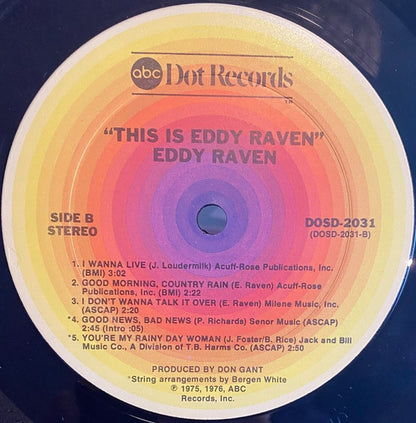 abc Dot Records
TM
"THIS IS EDDY RAVEN"
EDDY RAVEN
SIDE B
STEREO
DOSD-2031
(DOSD-2031-B)
1. I WANNA LIVE (J. Loudermilk) Acuff-Rose Publications, Inc.
(BMI) 3:02
2. GOOD MORNING, COUNTRY RAIN (E. Raven) Acuff-Rose
Publications, Inc. (BMI) 2:22
3. I DON'T WANNA TALK IT OVER (E. Raven) Milene Music, Inc.
(ASCAP) 2:20
*4. GOOD NEWS, BAD NEWS (P. Richards) Senor Music (ASCAP)
2:45 (Intro :05)
*5. YOU'RE MY RAINY DAY WOMAN (J. Foster/B. Rice) Jack and Bill
Music Co., A Division of T.B. Harms Co. (ASCAP) 2:50
PRODUCED BY DON GANT
*String arrangements by Bergen White
℗ 1975, 1976, ABC
Records, Inc.